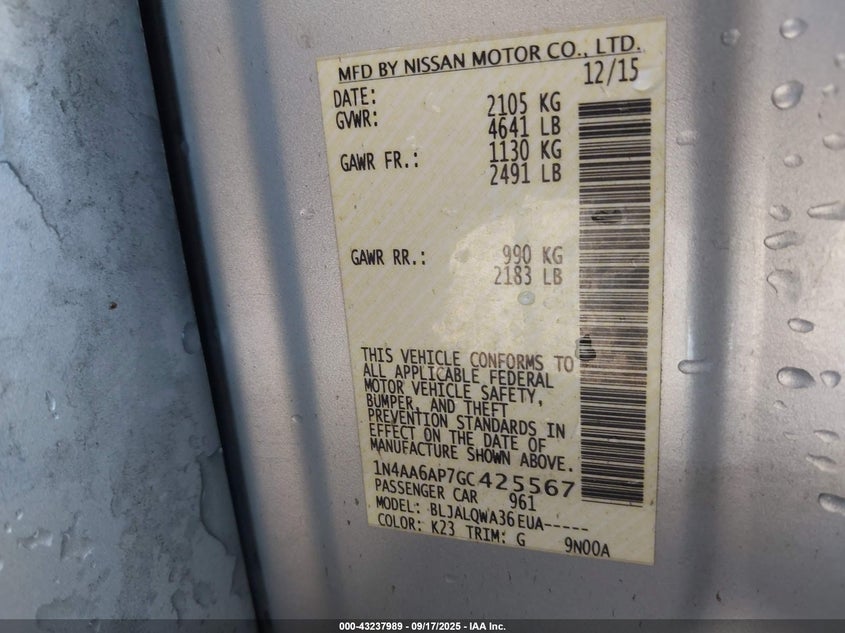 MFD BY NISSAN MOTOR CO., LTD.
DATE: 12/15
GVWR: 2105 KG
4641 LB
GAWR FR.: 1130 KG
2491 LB
GAWR RR.: 990 KG
2183 LB
THIS VEHICLE CONFORMS TO
ALL APPLICABLE FEDERAL
MOTOR VEHICLE SAFETY,
BUMPER, AND THEFT
PREVENTION STANDARDS IN
EFFECT ON THE DATE OF
MANUFACTURE SHOWN ABOVE.
1N4AA6AP7GC425567
PASSENGER CAR 961
MODEL: BLJALQWA36EUA-----
COLOR: K23 TRIM: G 9N00A
000-43237989 - 09/17/2025 - IAA Inc.